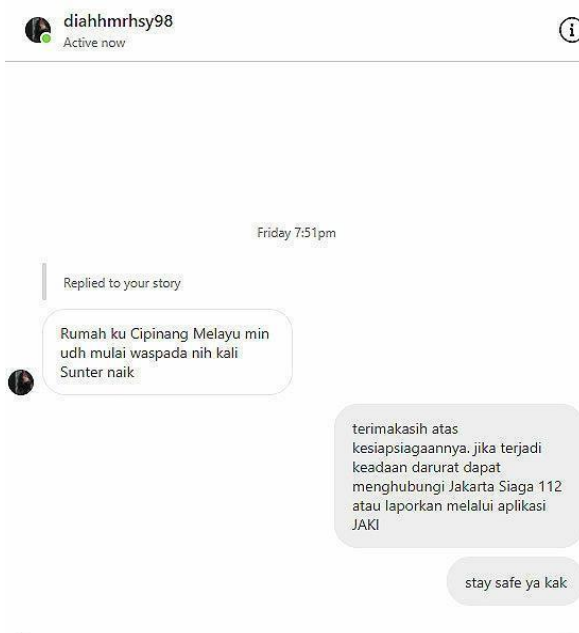 diahhmrhsy98
Active now
Friday 7:51pm
Replied to your story
Rumah ku Cipinang Melayu min
udh mulai waspada nih kali
Sunter naik
terimakasih atas
kesiapsiagaannya. jika terjadi
keadaan darurat dapat
menghubungi Jakarta Siaga 112
atau laporkan melalui aplikasi
JAKI
stay safe ya kak